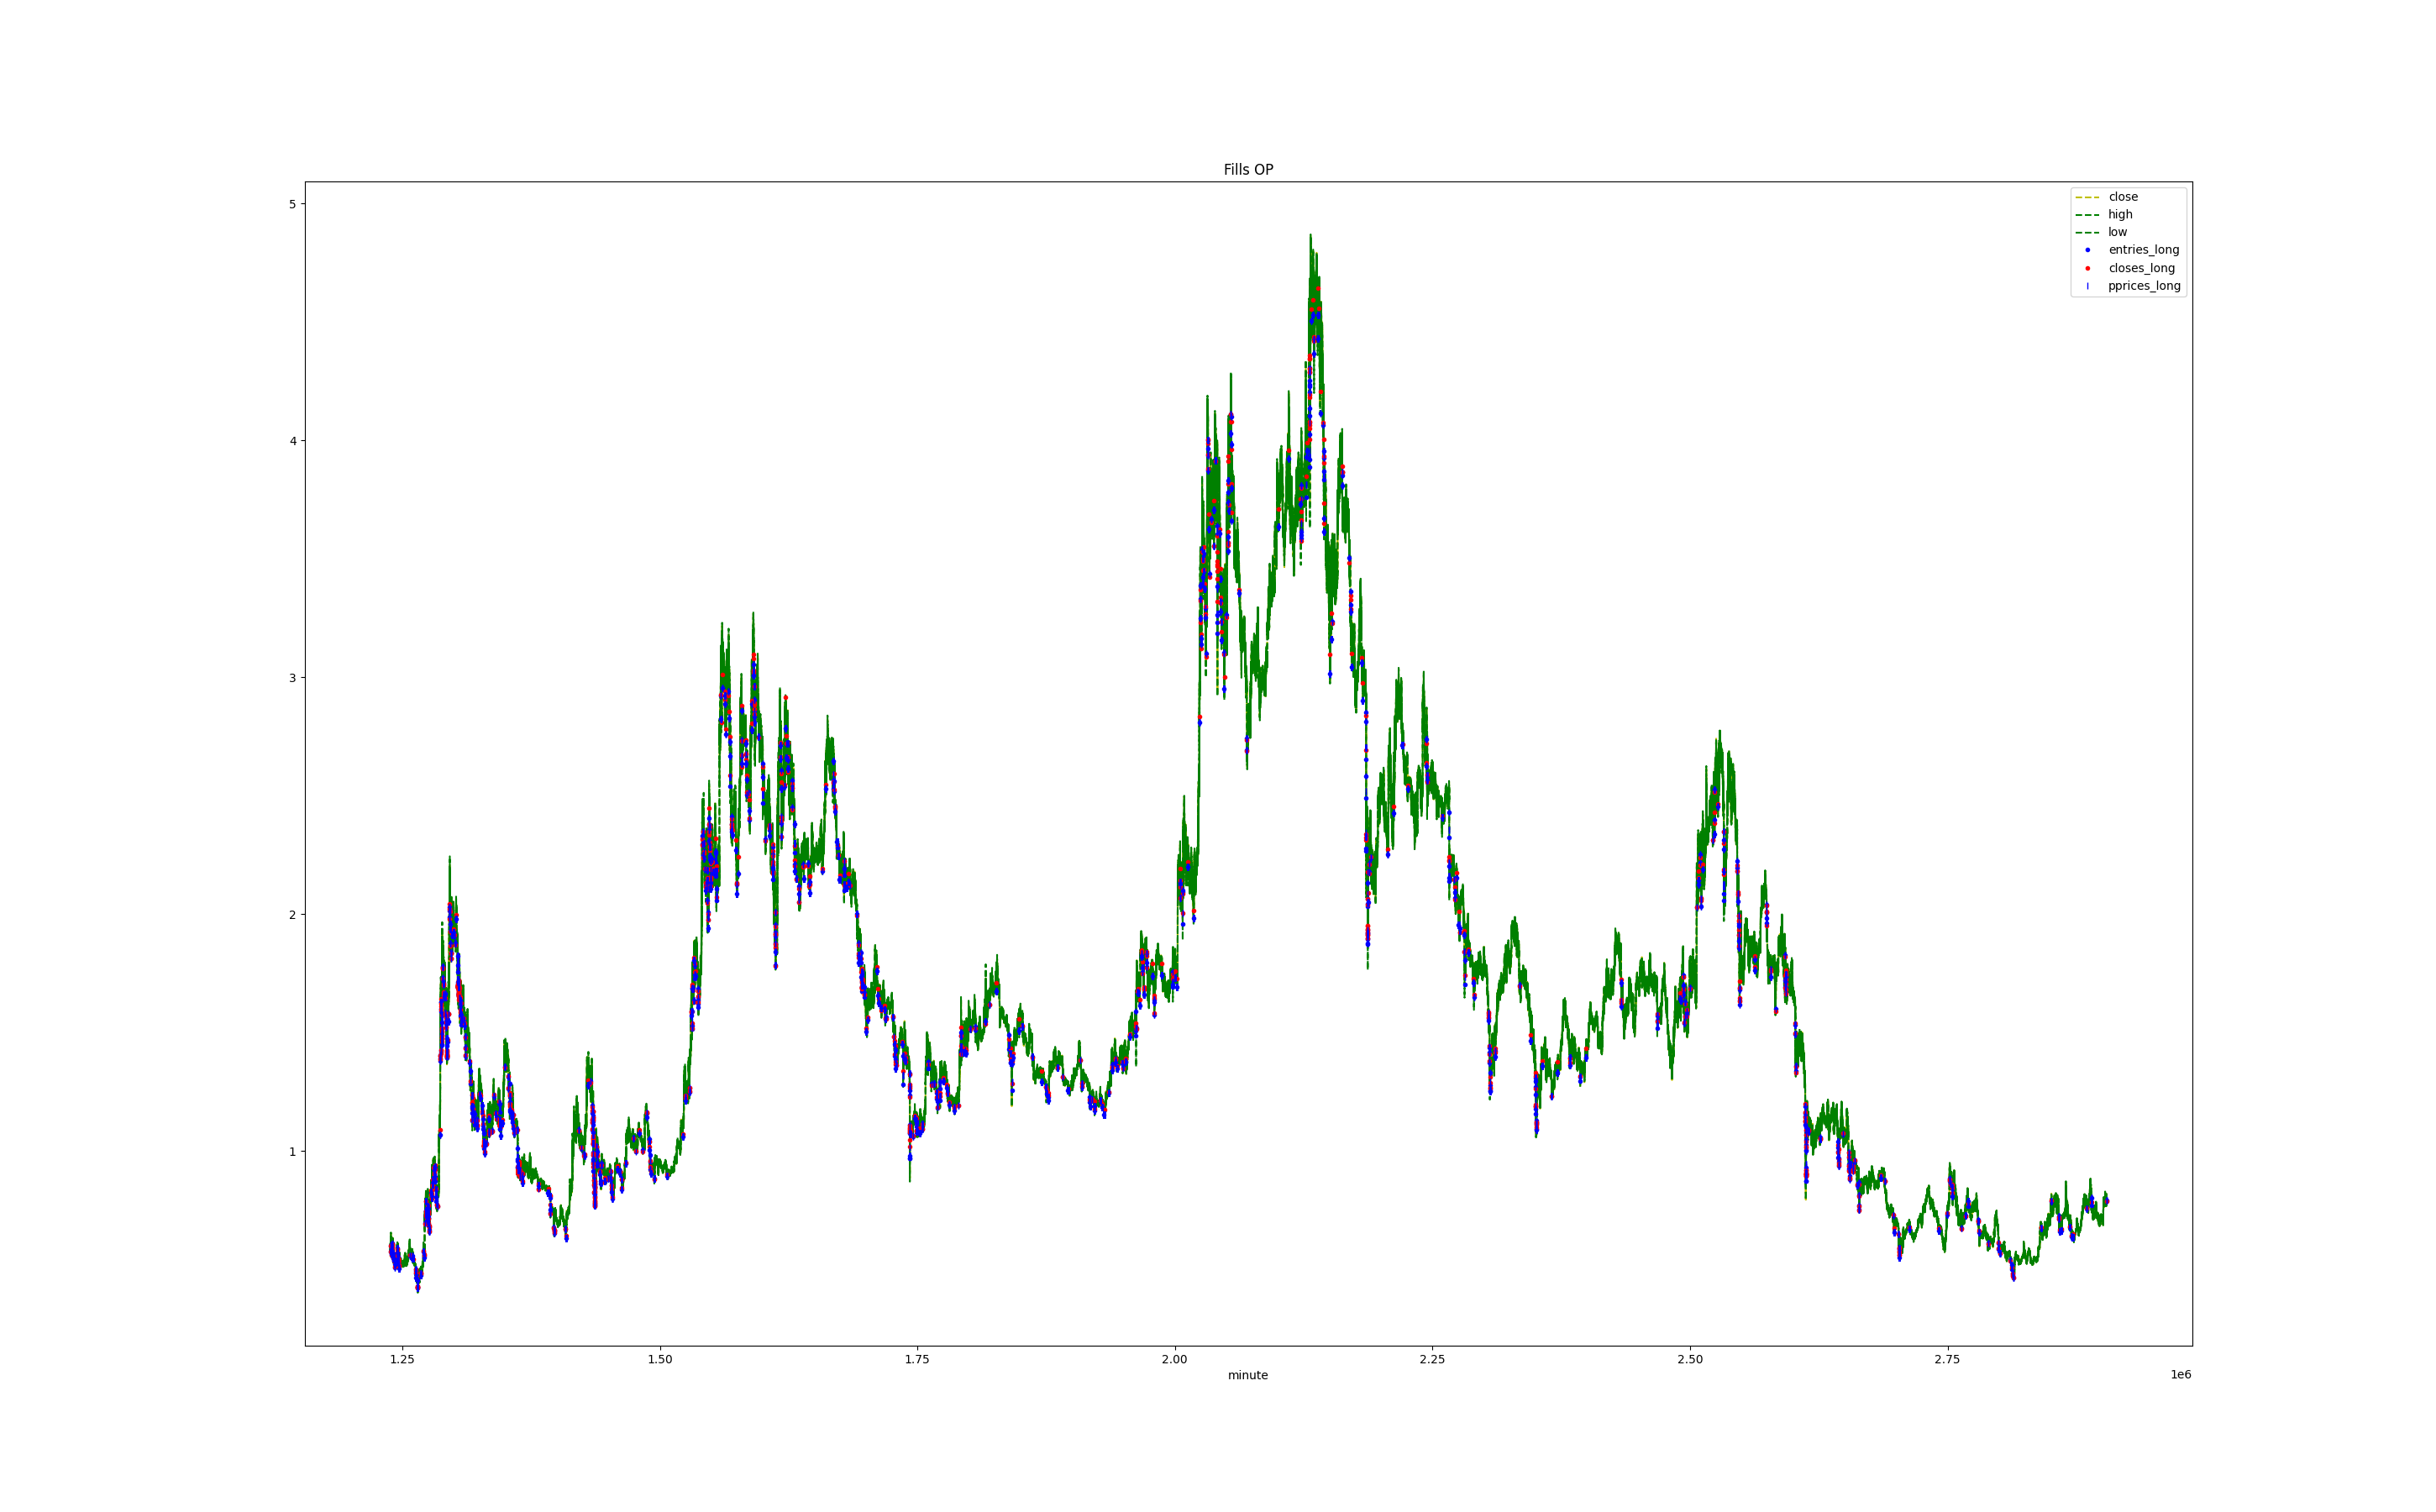 Fills OP
5
4
3
2
1
close
high
low
entries_long
closes_long
pprices_long
1.25 1.50 1.75 2.00 2.25 2.50 2.75
minute
1e6